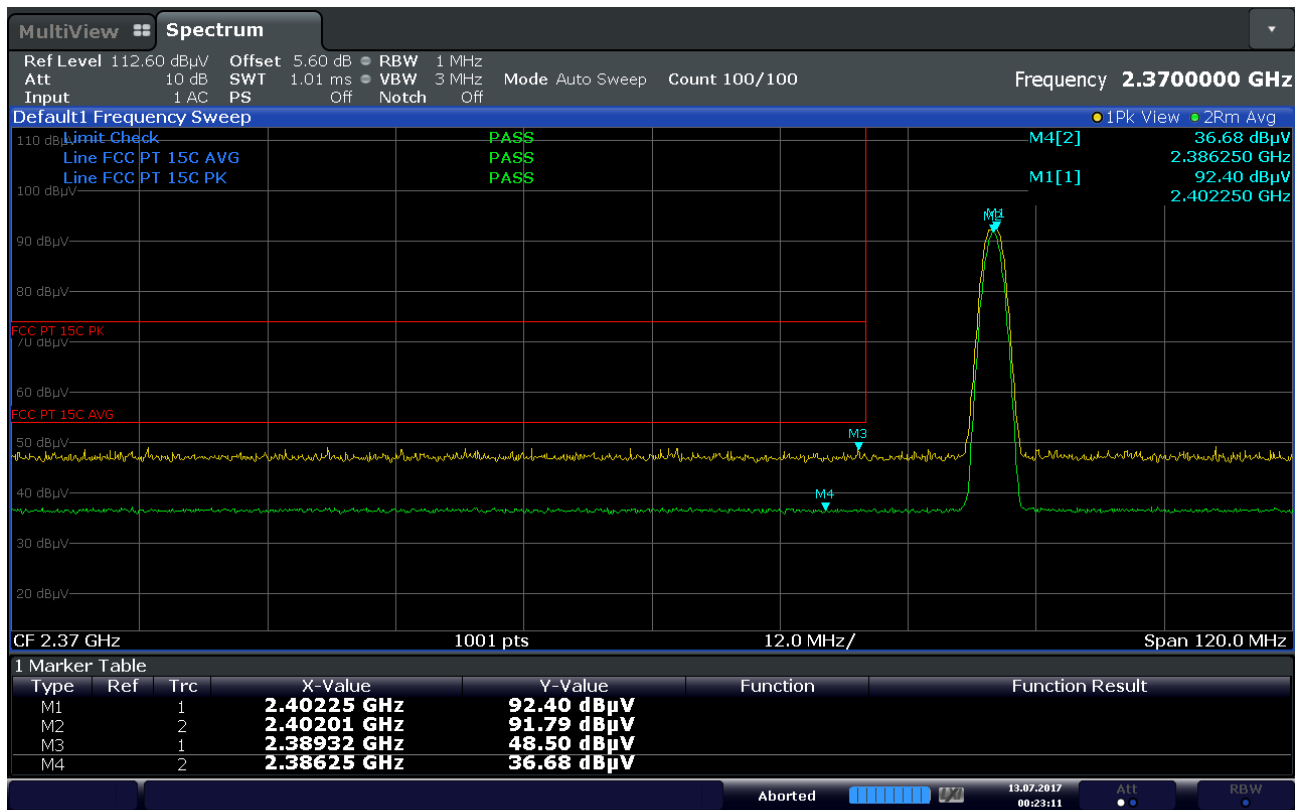 MultiView Spectrum
Ref Level 112.60 dBµV Offset 5.60 dB RBW 1 MHz
Att 10 dB SWT 1.01 ms VBW 3 MHz Mode Auto Sweep Count 100/100 Frequency 2.3700000 GHz
Input 1 AC PS Off Notch Off
Default1 Frequency Sweep 1Pk View 2Rm Avg
110 dBµV Limit Check PASS M4[2] 36.68 dBµV
Line FCC PT 15C AVG PASS 2.386250 GHz
Line FCC PT 15C PK PASS M1[1] 92.40 dBµV
100 dBµV 2.402250 GHz
M2 M1
90 dBµV
80 dBµV
FCC PT 15C PK
70 dBµV
60 dBµV
FCC PT 15C AVG
M3
50 dBµV
40 dBµV M4
30 dBµV
20 dBµV
CF 2.37 GHz 1001 pts 12.0 MHz/ Span 120.0 MHz
1 Marker Table
Type Ref Trc X-Value Y-Value Function Function Result
M1 1 2.40225 GHz 92.40 dBµV
M2 2 2.40201 GHz 91.79 dBµV
M3 1 2.38932 GHz 48.50 dBµV
M4 2 2.38625 GHz 36.68 dBµV
Aborted 13.07.2017 Att RBW
00:23:11